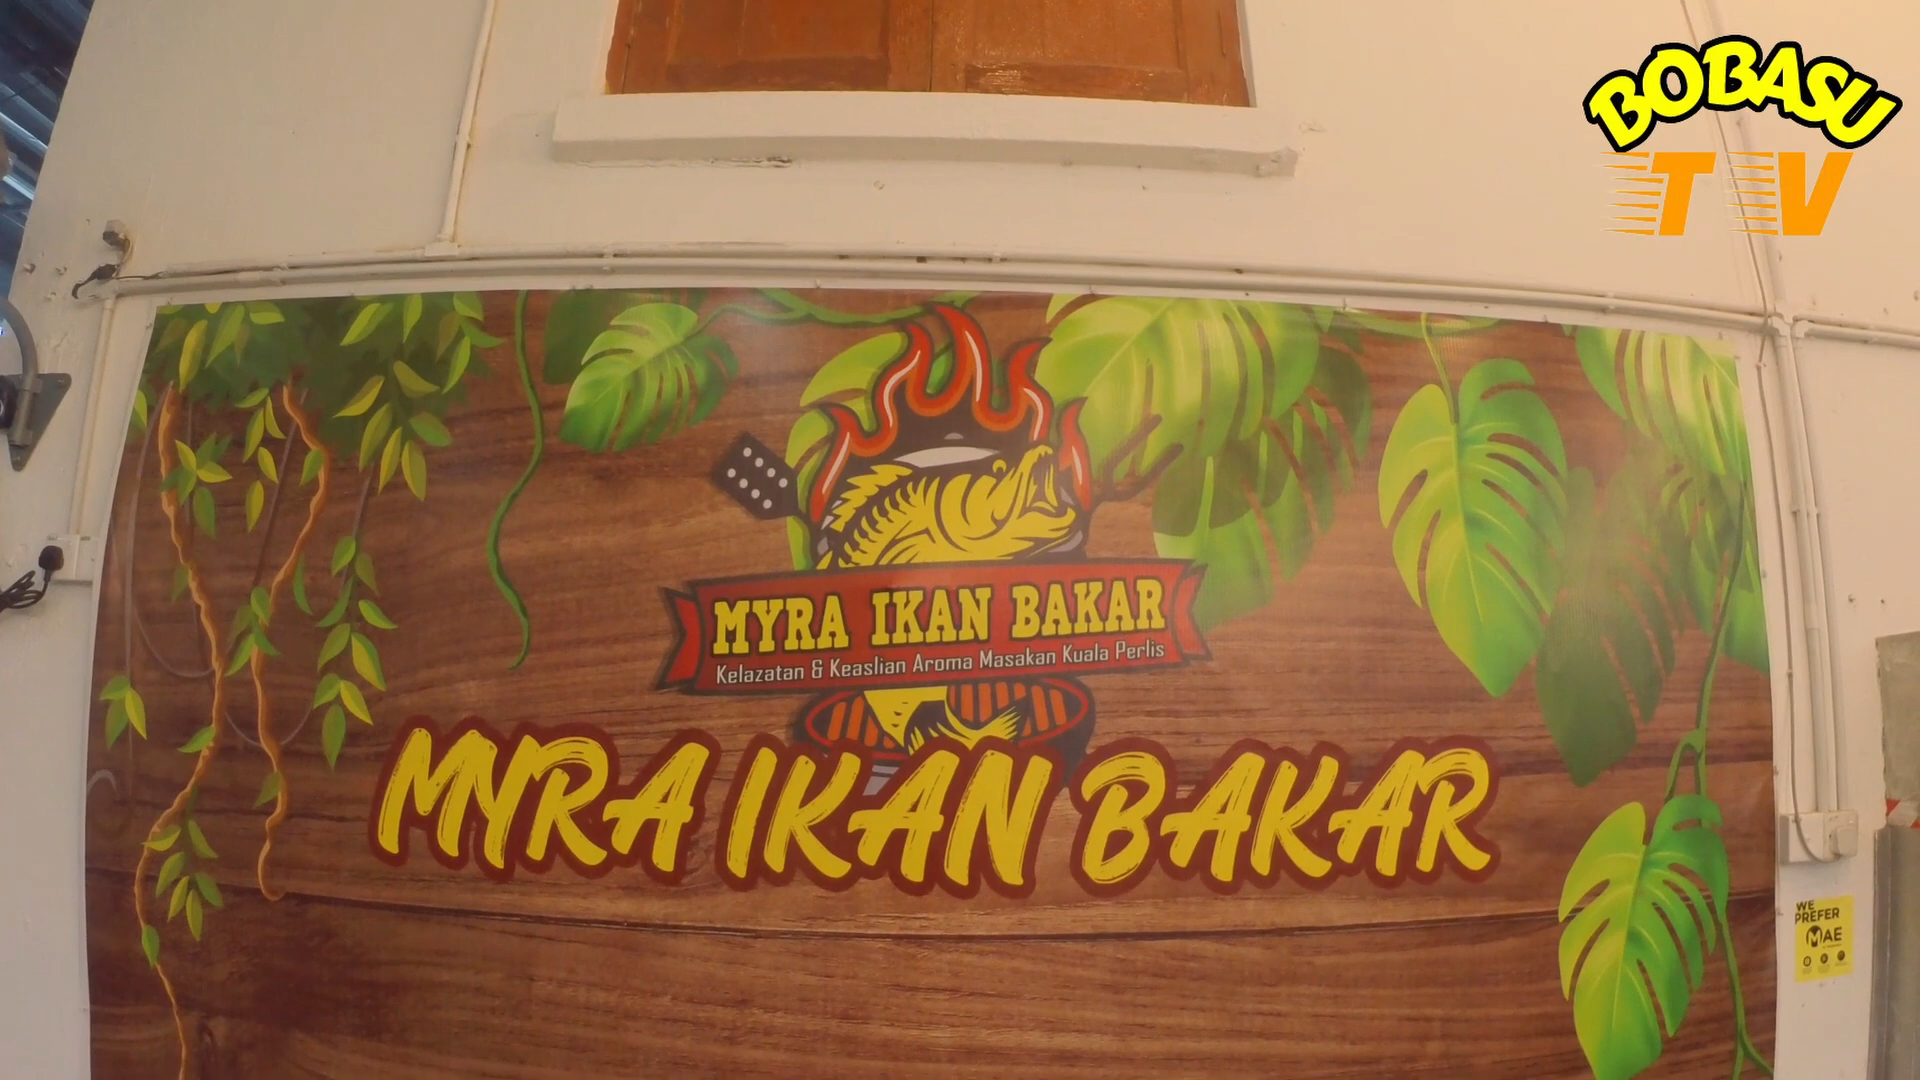 BOBASU
TV
MYRA IKAN BAKAR
Kelazatan & Keaslian Aroma Masakan Kuala Perlis
MYRA IKAN BAKAR
WE
PREFER
MAE